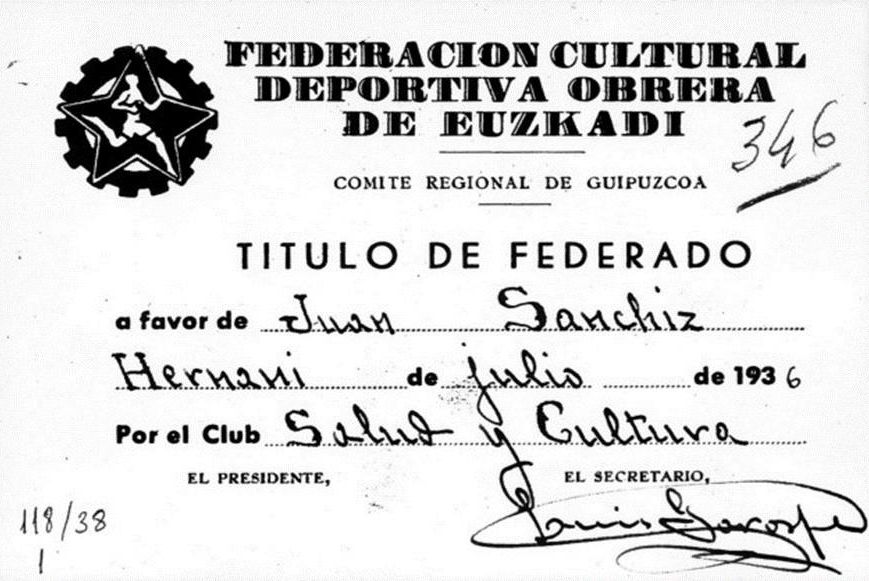 FEDERACION CULTURAL
DEPORTIVA OBRERA
DE EUZKADI
346
COMITE REGIONAL DE GUIPUZCOA
TITULO DE FEDERADO
a favor de Juan Sanchiz
Hernani de julio de 1936
Por el Club Salud y Cultura
EL PRESIDENTE, EL SECRETARIO,
Luis
118/38
1